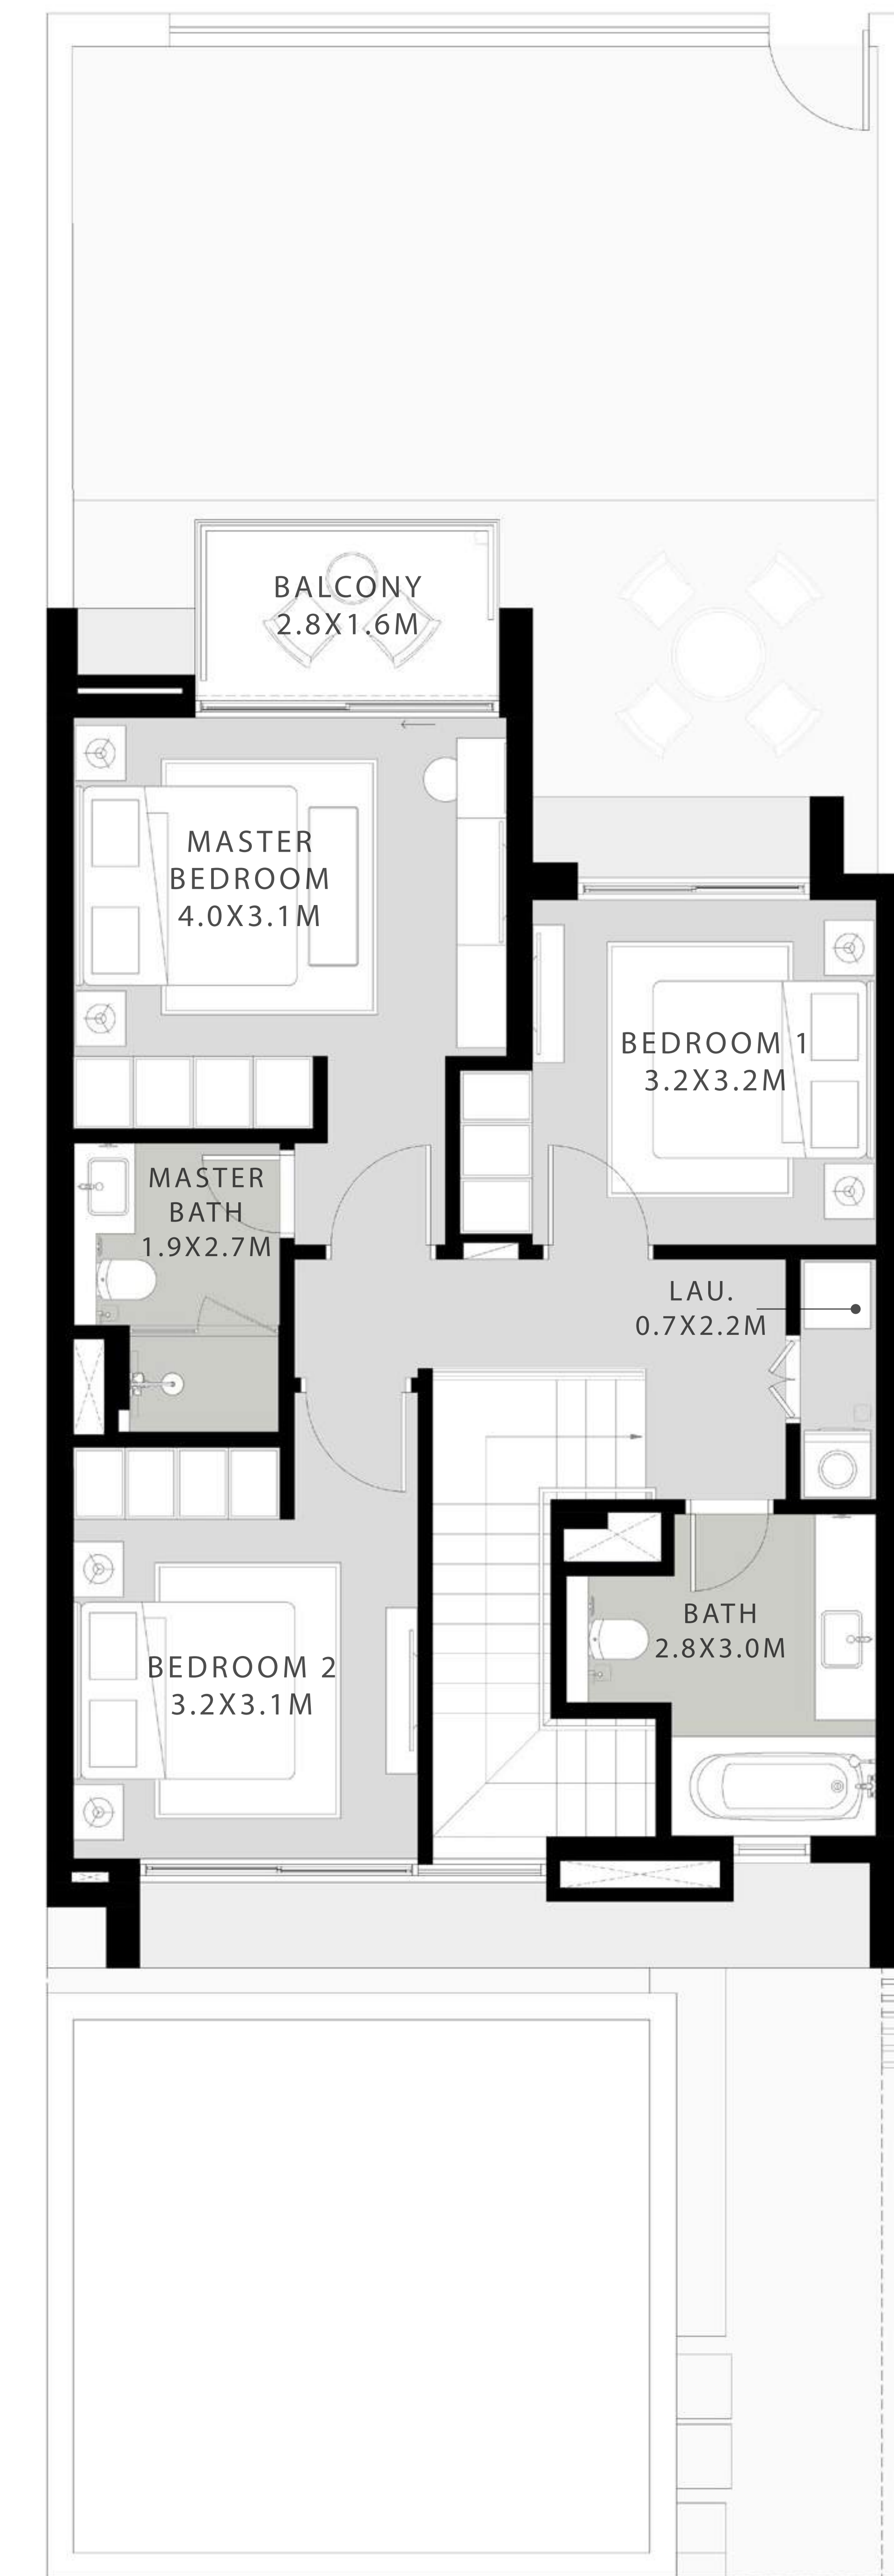 BALCONY
2.8X1.6M
MASTER
BEDROOM
4.0X3.1M
BEDROOM 1
3.2X3.2M
MASTER
BATH
1.9X2.7M
LAU.
0.7X2.2M
BATH
2.8X3.0M
BEDROOM 2
3.2X3.1M